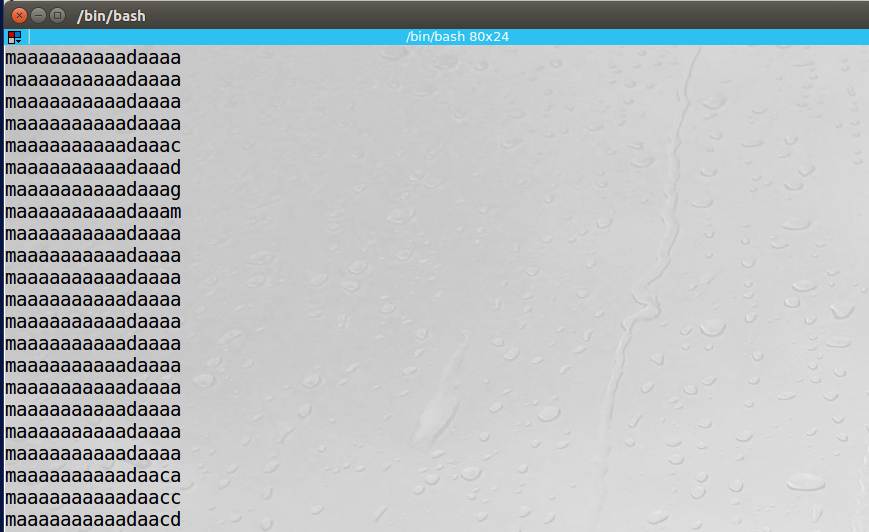 /bin/bash
/bin/bash 80x24
maaaaaaaaaadaaaa
maaaaaaaaaadaaaa
maaaaaaaaaadaaaa
maaaaaaaaaadaaaa
maaaaaaaaaadaaac
maaaaaaaaaadaaad
maaaaaaaaaadaaag
maaaaaaaaaadaaam
maaaaaaaaaadaaaa
maaaaaaaaaadaaaa
maaaaaaaaaadaaaa
maaaaaaaaaadaaaa
maaaaaaaaaadaaaa
maaaaaaaaaadaaaa
maaaaaaaaaadaaaa
maaaaaaaaaadaaaa
maaaaaaaaaadaaaa
maaaaaaaaaadaaaa
maaaaaaaaaadaaaa
maaaaaaaaaadaaca
maaaaaaaaaadaacc
maaaaaaaaaadaacd